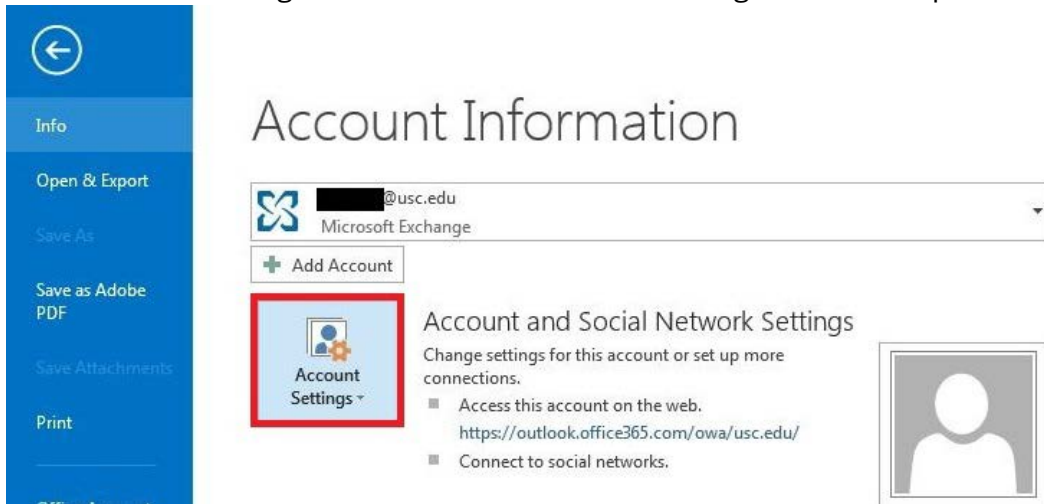 Info
Open & Export
Save As
Save as Adobe
PDF
Save Attachments
Print
Account Information
@usc.edu
Microsoft Exchange
Add Account
Account
Settings
Account and Social Network Settings
Change settings for this account or set up more
connections.
Access this account on the web.
https://outlook.office365.com/owa/usc.edu/
Connect to social networks.